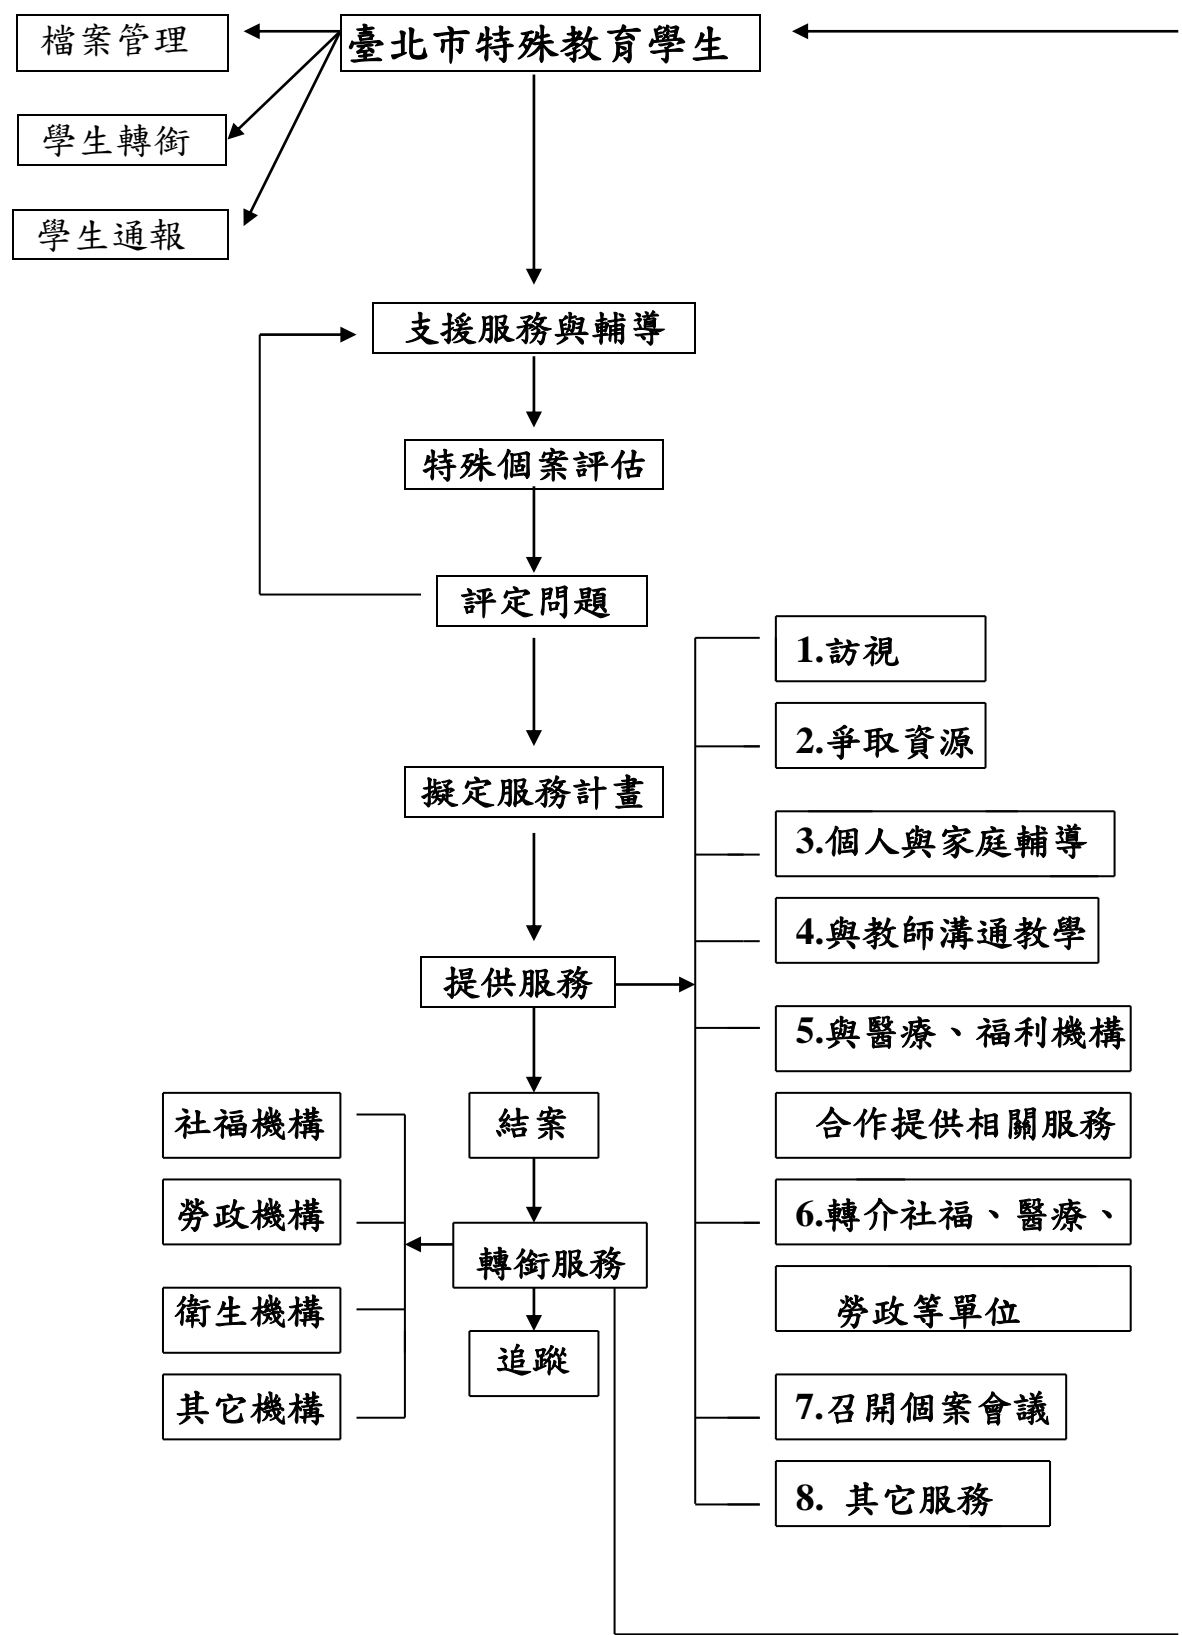 檔案管理
臺北市特殊教育學生
學生轉銜
學生通報
支援服務與輔導
特殊個案評估
評定問題
擬定服務計畫
提供服務
1.訪視
2.爭取資源
3.個人與家庭輔導
4.與教師溝通教學
5.與醫療、福利機構
合作提供相關服務
6.轉介社福、醫療、
勞政等單位
7.召開個案會議
8. 其它服務
結案
轉銜服務
追蹤
社福機構
勞政機構
衛生機構
其它機構